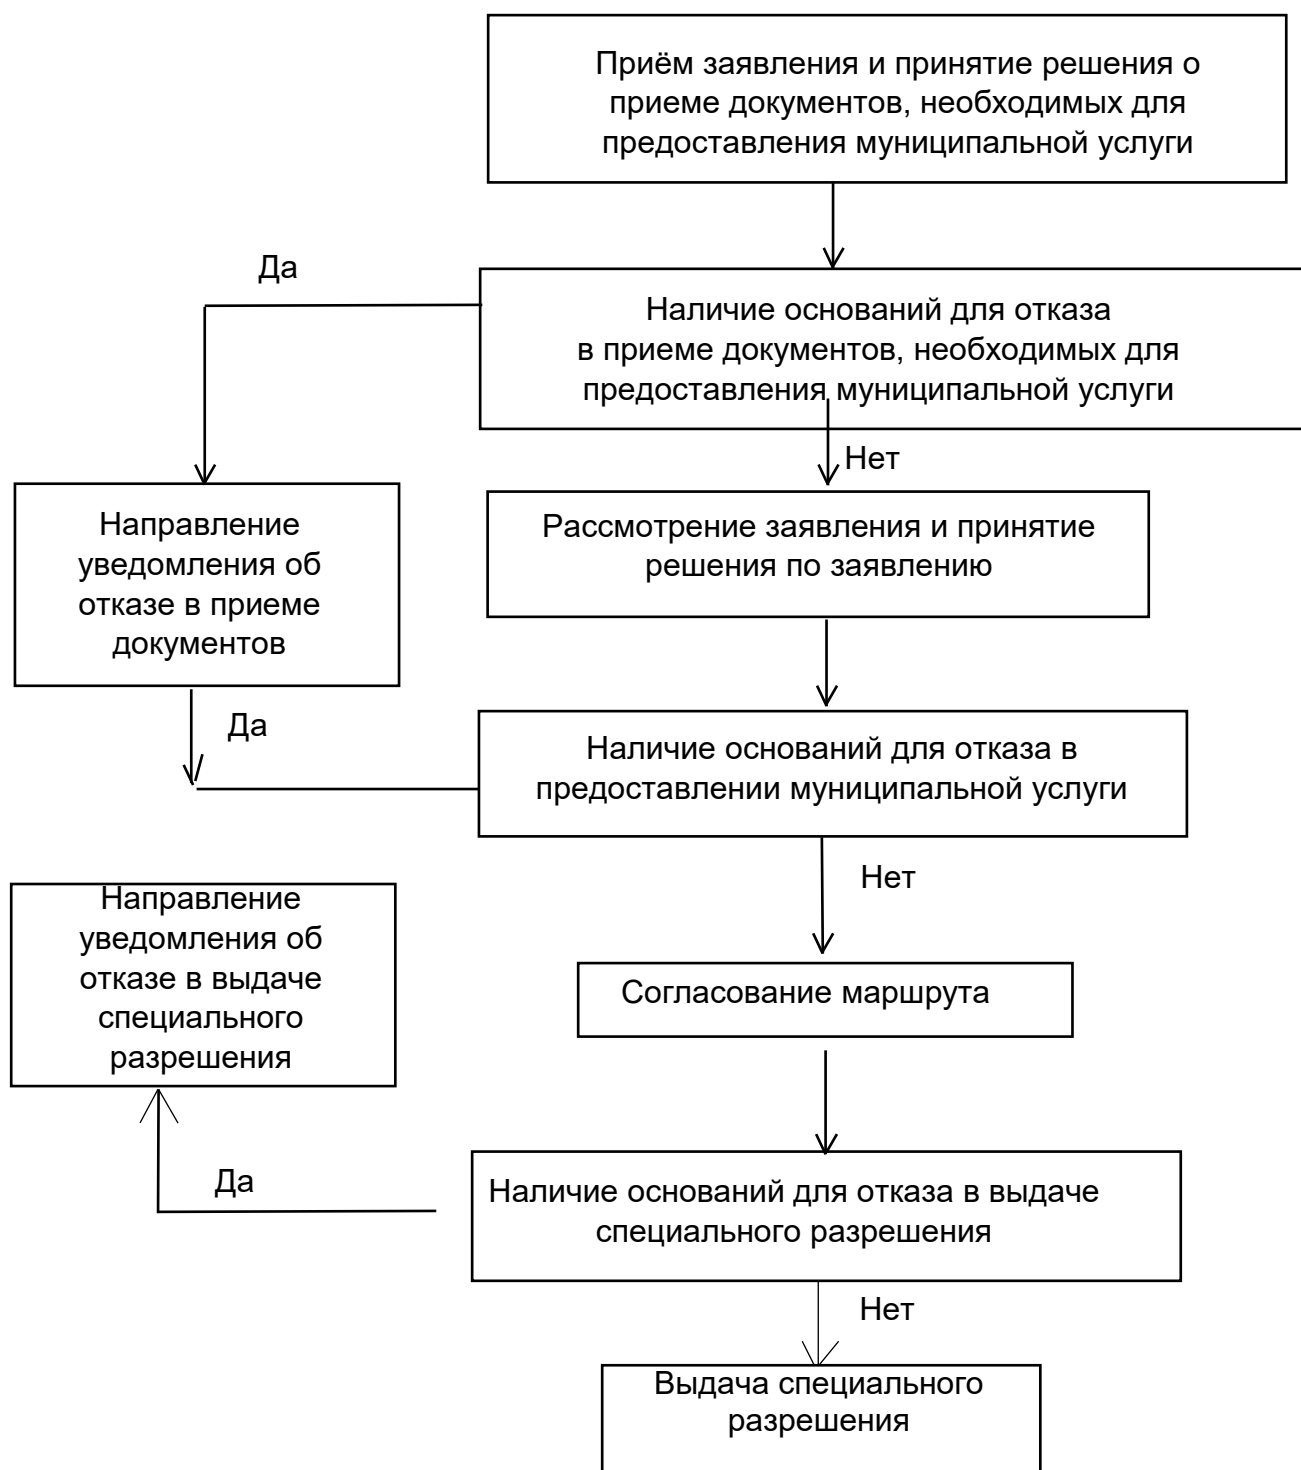 Приём заявления и принятие решения о
приеме документов, необходимых для
предоставления муниципальной услуги
Да
Наличие оснований для отказа
в приеме документов, необходимых для
предоставления муниципальной услуги
Нет
Направление
уведомления об
отказе в приеме
документов
Рассмотрение заявления и принятие
решения по заявлению
Да
Наличие оснований для отказа в
предоставлении муниципальной услуги
Нет
Направление
уведомления об
отказе в выдаче
специального
разрешения
Согласование маршрута
Да
Наличие оснований для отказа в выдаче
специального разрешения
Нет
Выдача специального
разрешения